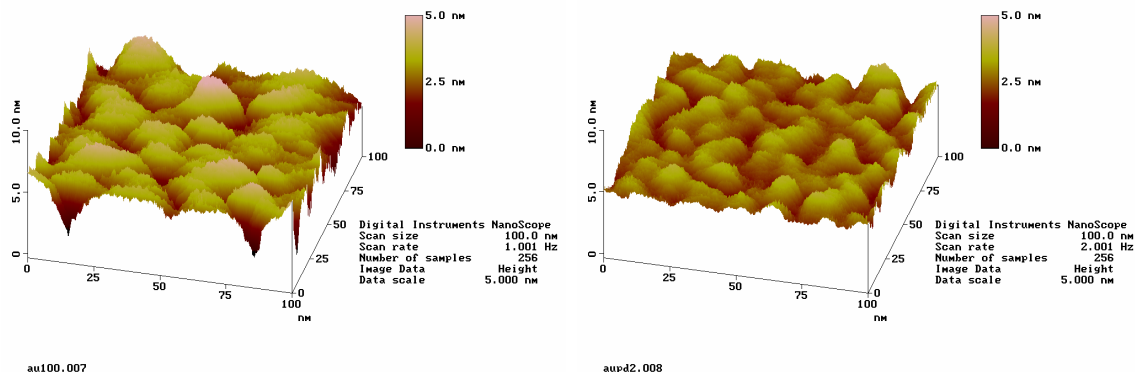 5.0 nm
2.5 nm
0.0 nm
10.0 nm
5.0
0
0
25
50
75
100
nm
0
25
50
75
100
Digital Instruments NanoScope
Scan size 100.0 nm
Scan rate 1.001 Hz
Number of samples 256
Image Data Height
Data scale 5.000 nm
au100.007
5.0 nm
2.5 nm
0.0 nm
10.0 nm
5.0
0
0
25
50
75
100
nm
0
25
50
75
100
Digital Instruments NanoScope
Scan size 100.0 nm
Scan rate 2.001 Hz
Number of samples 256
Image Data Height
Data scale 5.000 nm
aupd2.008